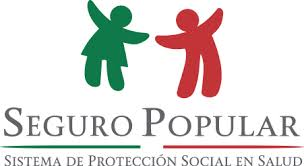 SEGURO POPULAR
SISTEMA DE PROTECCIÓN SOCIAL EN SALUD